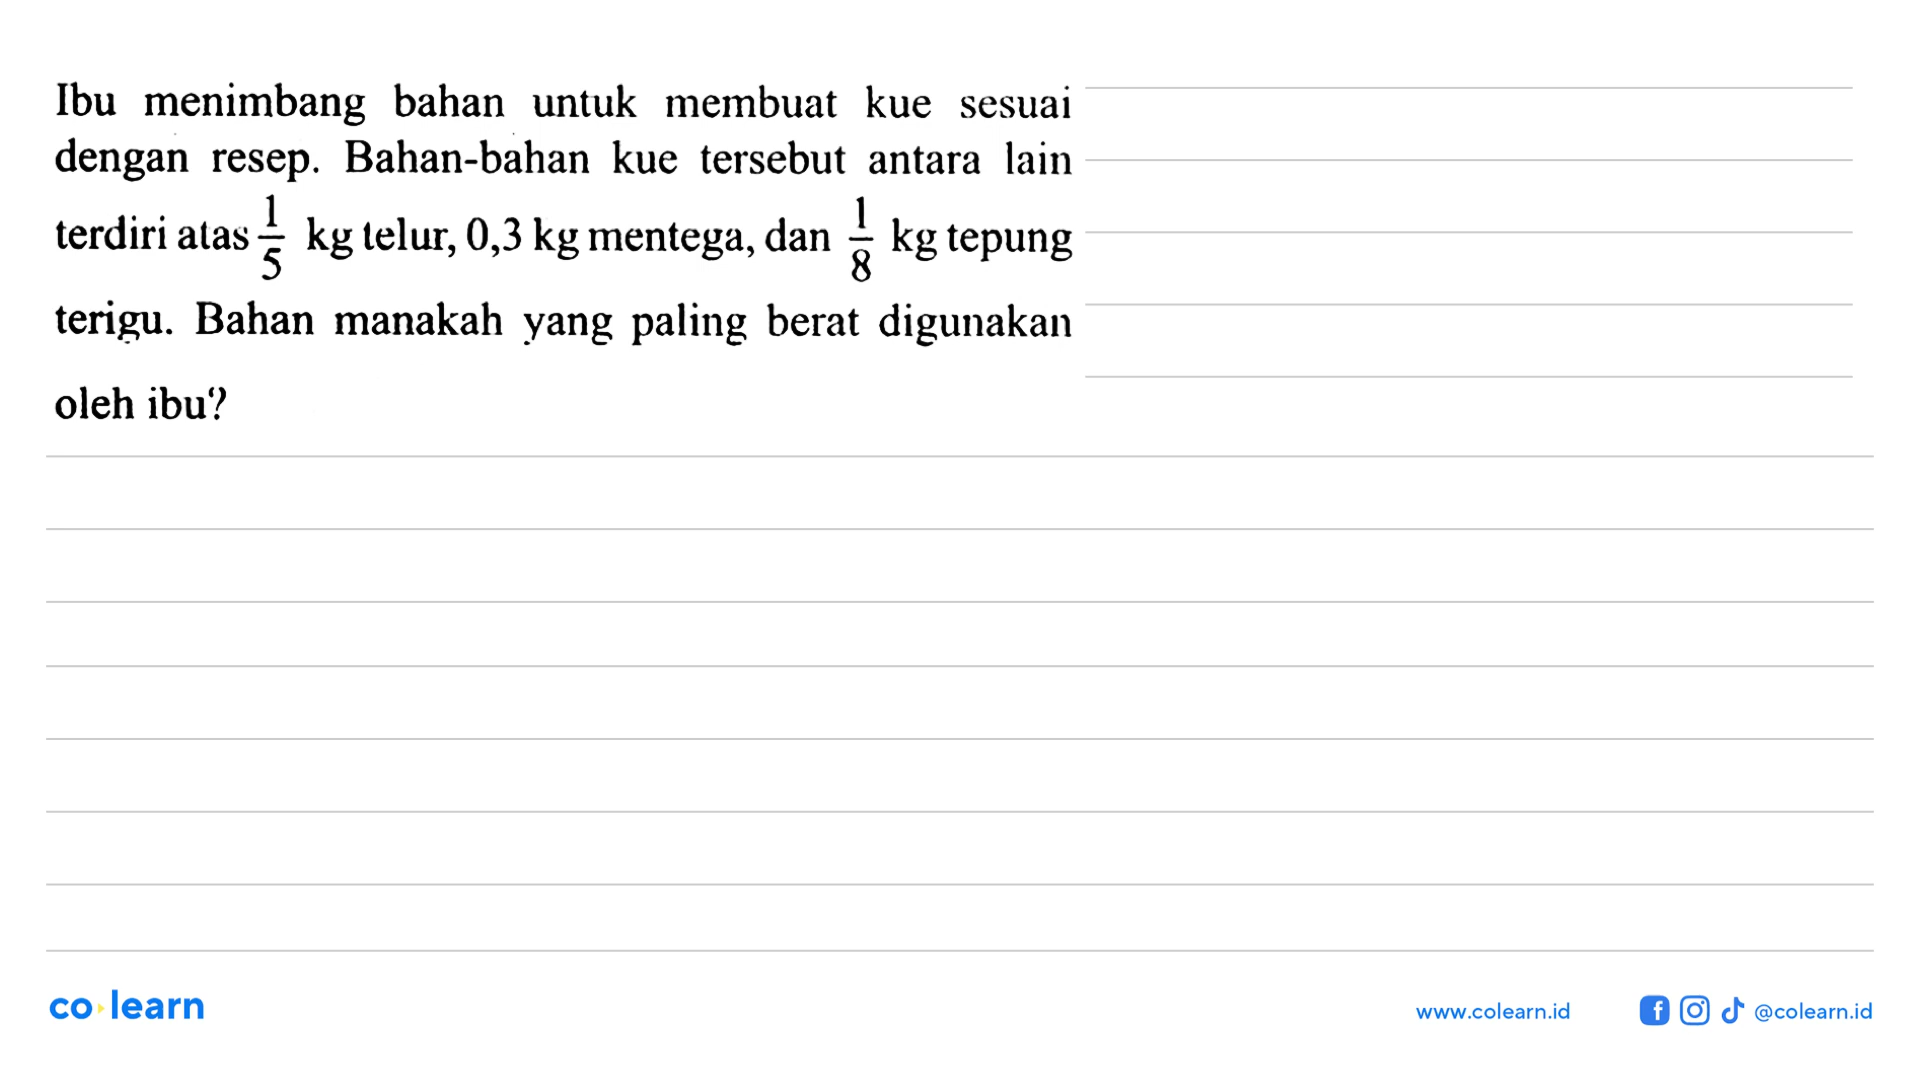 Ibu menimbang bahan untuk membuat kue sesuai
dengan resep. Bahan-bahan kue tersebut antara lain
terdiri atas 1/5 kg telur, 0,3 kg mentega, dan 1/8 kg tepung
terigu. Bahan manakah yang paling berat digunakan
oleh ibu?
co learn
www.colearn.id
@colearn.id